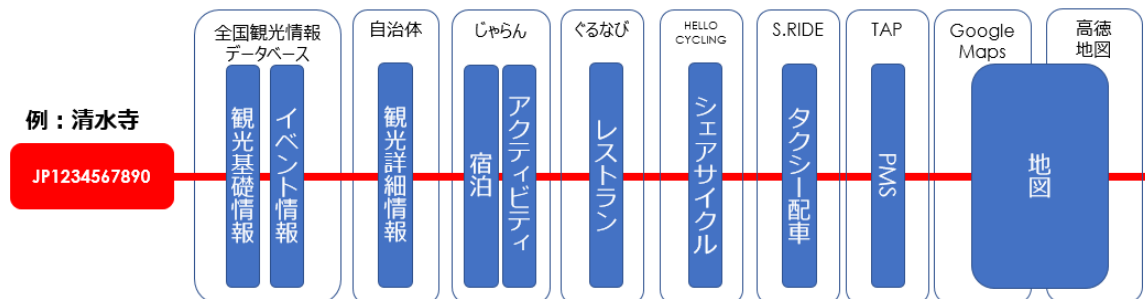 全国観光情報
データベース
自治体
じゃらん
ぐるなび
HELLO
CYCLING
S.RIDE
TAP
Google
Maps
高徳
地図
例：清水寺
JP1234567890
観光基礎情報
イベント情報
観光詳細情報
宿泊
アクティビティ
レストラン
シェアサイクル
タクシー配車
PMS
地図